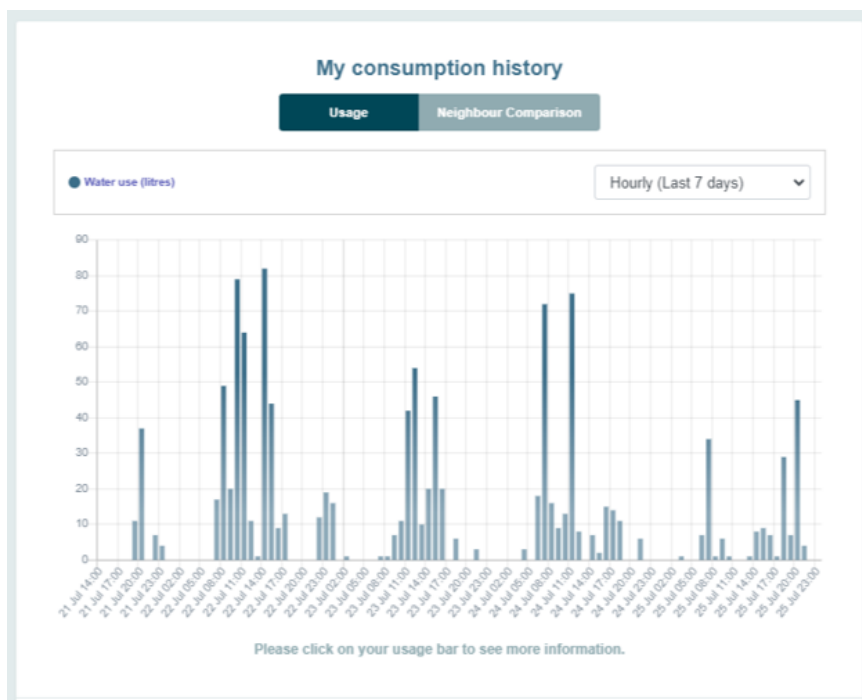 My consumption history
Usage Neighbour Comparison
Water use (litres) Hourly (Last 7 days)
90
80
70
60
50
40
30
20
10
0
21 Jul 14:00
21 Jul 17:00
21 Jul 20:00
21 Jul 23:00
22 Jul 02:00
22 Jul 05:00
22 Jul 08:00
22 Jul 11:00
22 Jul 14:00
22 Jul 17:00
22 Jul 20:00
22 Jul 23:00
23 Jul 02:00
23 Jul 05:00
23 Jul 08:00
23 Jul 11:00
23 Jul 14:00
23 Jul 17:00
23 Jul 20:00
23 Jul 23:00
24 Jul 02:00
24 Jul 05:00
24 Jul 08:00
24 Jul 11:00
24 Jul 14:00
24 Jul 17:00
24 Jul 20:00
24 Jul 23:00
25 Jul 02:00
25 Jul 05:00
25 Jul 08:00
25 Jul 11:00
25 Jul 14:00
25 Jul 17:00
25 Jul 20:00
25 Jul 23:00
Please click on your usage bar to see more information.